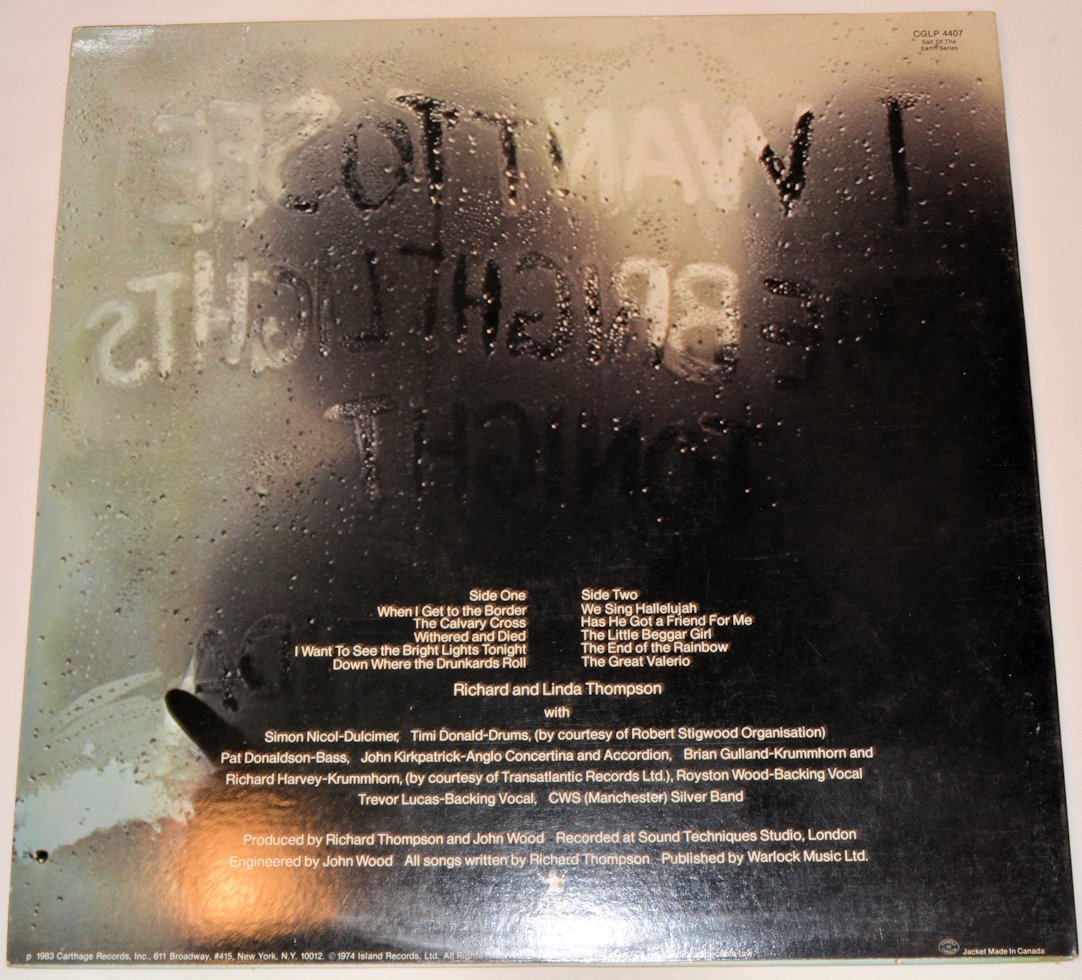 CGLP 4407
Salt Of The
Earth Series
I WANT TO SEE
THE BRIGHT LIGHTS
TONIGHT
Side One
When I Get to the Border
The Calvary Cross
Withered and Died
I Want To See the Bright Lights Tonight
Down Where the Drunkards Roll
Side Two
We Sing Hallelujah
Has He Got a Friend For Me
The Little Beggar Girl
The End of the Rainbow
The Great Valerio
Richard and Linda Thompson
with
Simon Nicol-Dulcimer, Timi Donald-Drums, (by courtesy of Robert Stigwood Organisation)
Pat Donaldson-Bass, John Kirkpatrick-Anglo Concertina and Accordion, Brian Gulland-Krummhorn and
Richard Harvey-Krummhorn, (by courtesy of Transatlantic Records Ltd.), Royston Wood-Backing Vocal
Trevor Lucas-Backing Vocal, CWS (Manchester) Silver Band
Produced by Richard Thompson and John Wood Recorded at Sound Techniques Studio, London
Engineered by John Wood All songs written by Richard Thompson Published by Warlock Music Ltd.
p 1983 Carthage Records, Inc., 611 Broadway, #415, New York, N.Y. 10012. © 1974 Island Records, Ltd. All Rights
Jacket Made In Canada